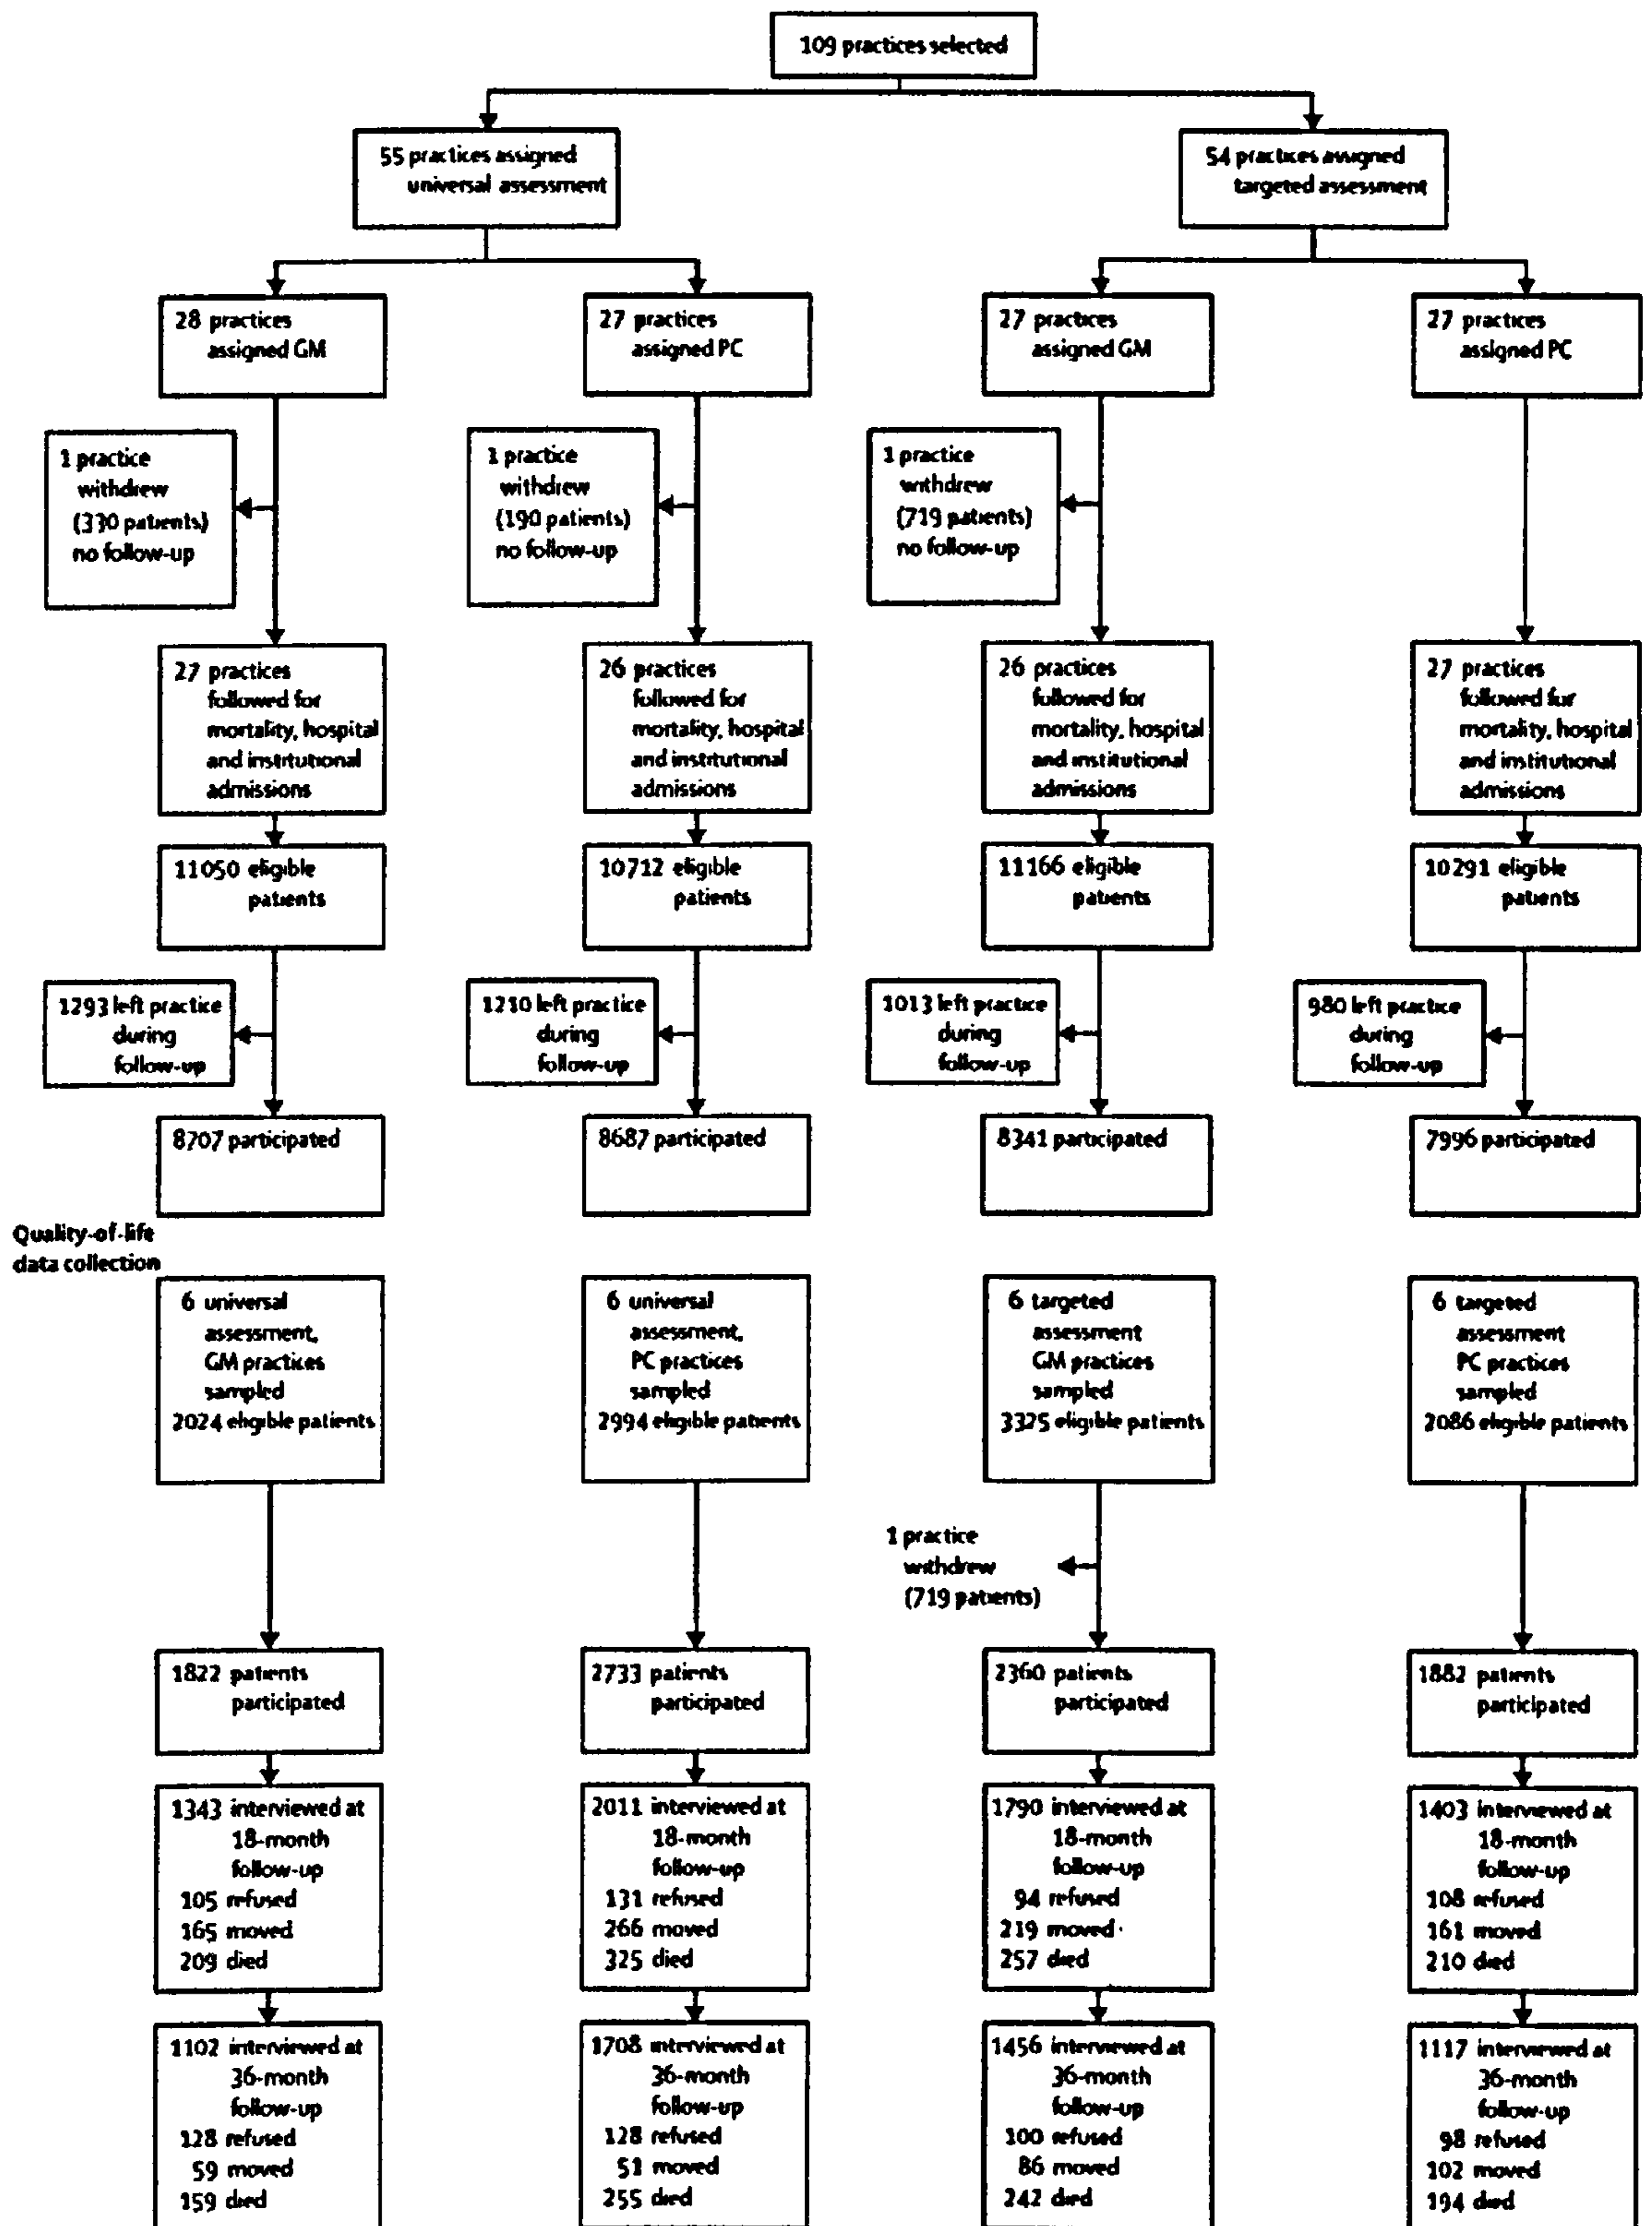 109 practices selected
55 practices assigned
universal assessment
54 practices assigned
targeted assessment
28 practices
assigned GM
27 practices
assigned PC
27 practices
assigned GM
27 practices
assigned PC
1 practice
withdrew
(330 patients)
no follow-up
1 practice
withdrew
(190 patients)
no follow-up
1 practice
withdrew
(719 patients)
no follow-up
27 practices
followed for
mortality, hospital
and institutional
admissions
26 practices
followed for
mortality, hospital
and institutional
admissions
26 practices
followed for
mortality, hospital
and institutional
admissions
27 practices
followed for
mortality, hospital
and institutional
admissions
11050 eligible
patients
10712 eligible
patients
11166 eligible
patients
10291 eligible
patients
1293 left practice
during
follow-up
1210 left practice
during
follow-up
1013 left practice
during
follow-up
980 left practice
during
follow-up
8707 participated
8687 participated
8341 participated
7996 participated
Quality-of-life
data collection
6 universal
assessment,
GM practices
sampled
2024 eligible patients
6 universal
assessment,
PC practices
sampled
2994 eligible patients
6 targeted
assessment
GM practices
sampled
3325 eligible patients
6 targeted
assessment
PC practices
sampled
2086 eligible patients
1 practice
withdrew
(719 patients)
1822 patients
participated
2733 patients
participated
2360 patients
participated
1882 patients
participated
1343 interviewed at
18-month
follow-up
105 refused
165 moved
209 died
2011 interviewed at
18-month
follow-up
131 refused
266 moved
325 died
1790 interviewed at
18-month
follow-up
94 refused
219 moved
257 died
1403 interviewed at
18-month
follow-up
108 refused
161 moved
210 died
1102 interviewed at
36-month
follow-up
128 refused
59 moved
159 died
1708 interviewed at
36-month
follow-up
128 refused
51 moved
255 died
1456 interviewed at
36-month
follow-up
100 refused
86 moved
242 died
1117 interviewed at
36-month
follow-up
98 refused
102 moved
194 died